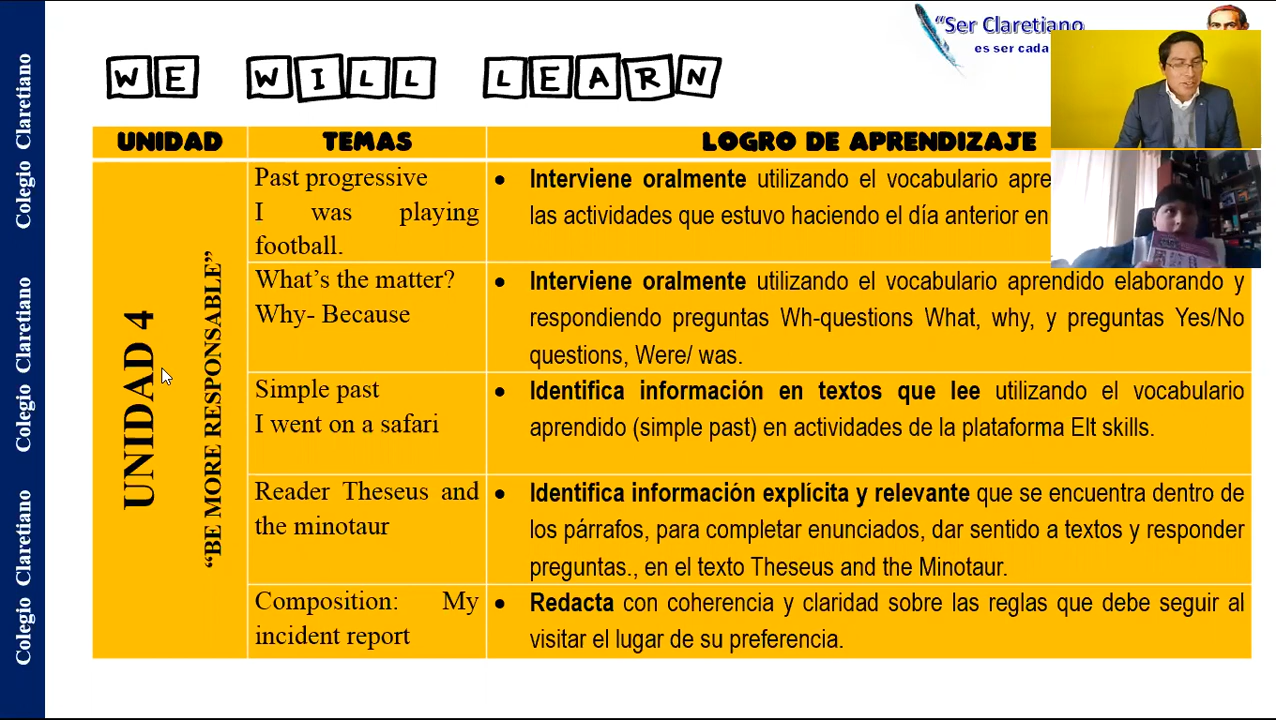 Colegio Claretiano
Colegio Claretiano
Colegio Claretiano
"Ser Claretiano
es ser cada
WE WILL LEARN
UNIDAD
TEMAS
LOGRO DE APRENDIZAJE
UNIDAD 4
“BE MORE RESPONSABLE”
Past progressive
I was playing
football.
• Interviene oralmente utilizando el vocabulario apre
las actividades que estuvo haciendo el día anterior en
What’s the matter?
Why- Because
• Interviene oralmente utilizando el vocabulario aprendido elaborando y
respondiendo preguntas Wh-questions What, why, y preguntas Yes/No
questions, Were/ was.
Simple past
I went on a safari
• Identifica información en textos que lee utilizando el vocabulario
aprendido (simple past) en actividades de la plataforma Elt skills.
Reader Theseus and
the minotaur
• Identifica información explícita y relevante que se encuentra dentro de
los párrafos, para completar enunciados, dar sentido a textos y responder
preguntas., en el texto Theseus and the Minotaur.
Composition: My
incident report
• Redacta con coherencia y claridad sobre las reglas que debe seguir al
visitar el lugar de su preferencia.